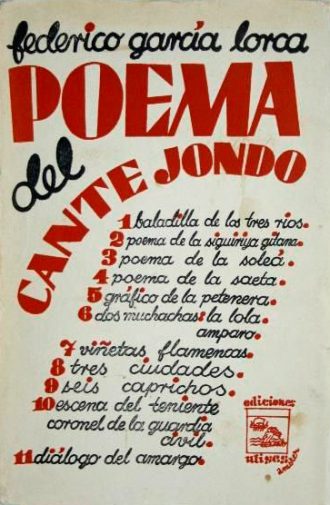 federico garcía lorca
POEMA
del
CANTE JONDO
1 baladilla de los tres ríos.
2 poema de la siguiriya gitana.
3 poema de la soleá.
4 poema de la saeta.
5 gráfico de la petenera.
6 dos muchachas: la lola.
amparo.
7 viñetas flamencas.
8 tres ciudades.
9 seis caprichos.
10 escena del teniente
coronel de la guardia
civil.
11 diálogo del amargo.
ediciones
ulises